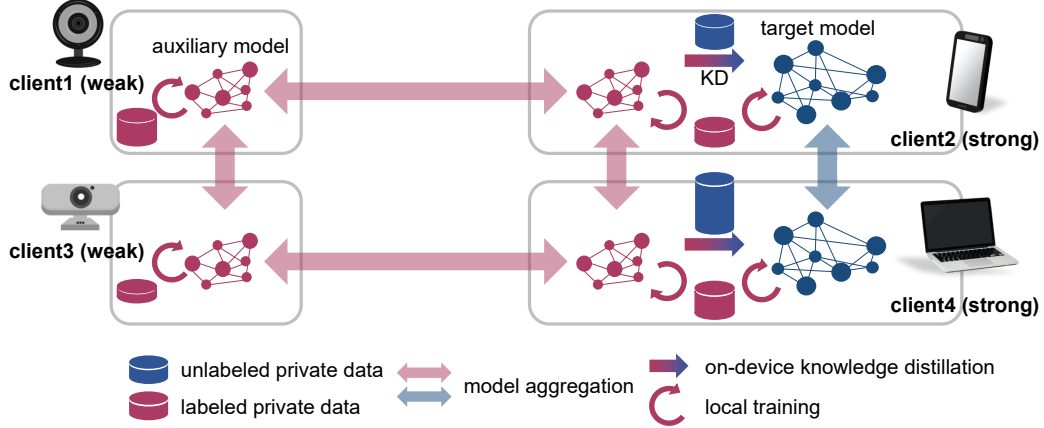 auxiliary model
target model
client1 (weak)
KD
client2 (strong)
client3 (weak)
client4 (strong)
unlabeled private data
model aggregation
on-device knowledge distillation
labeled private data
local training